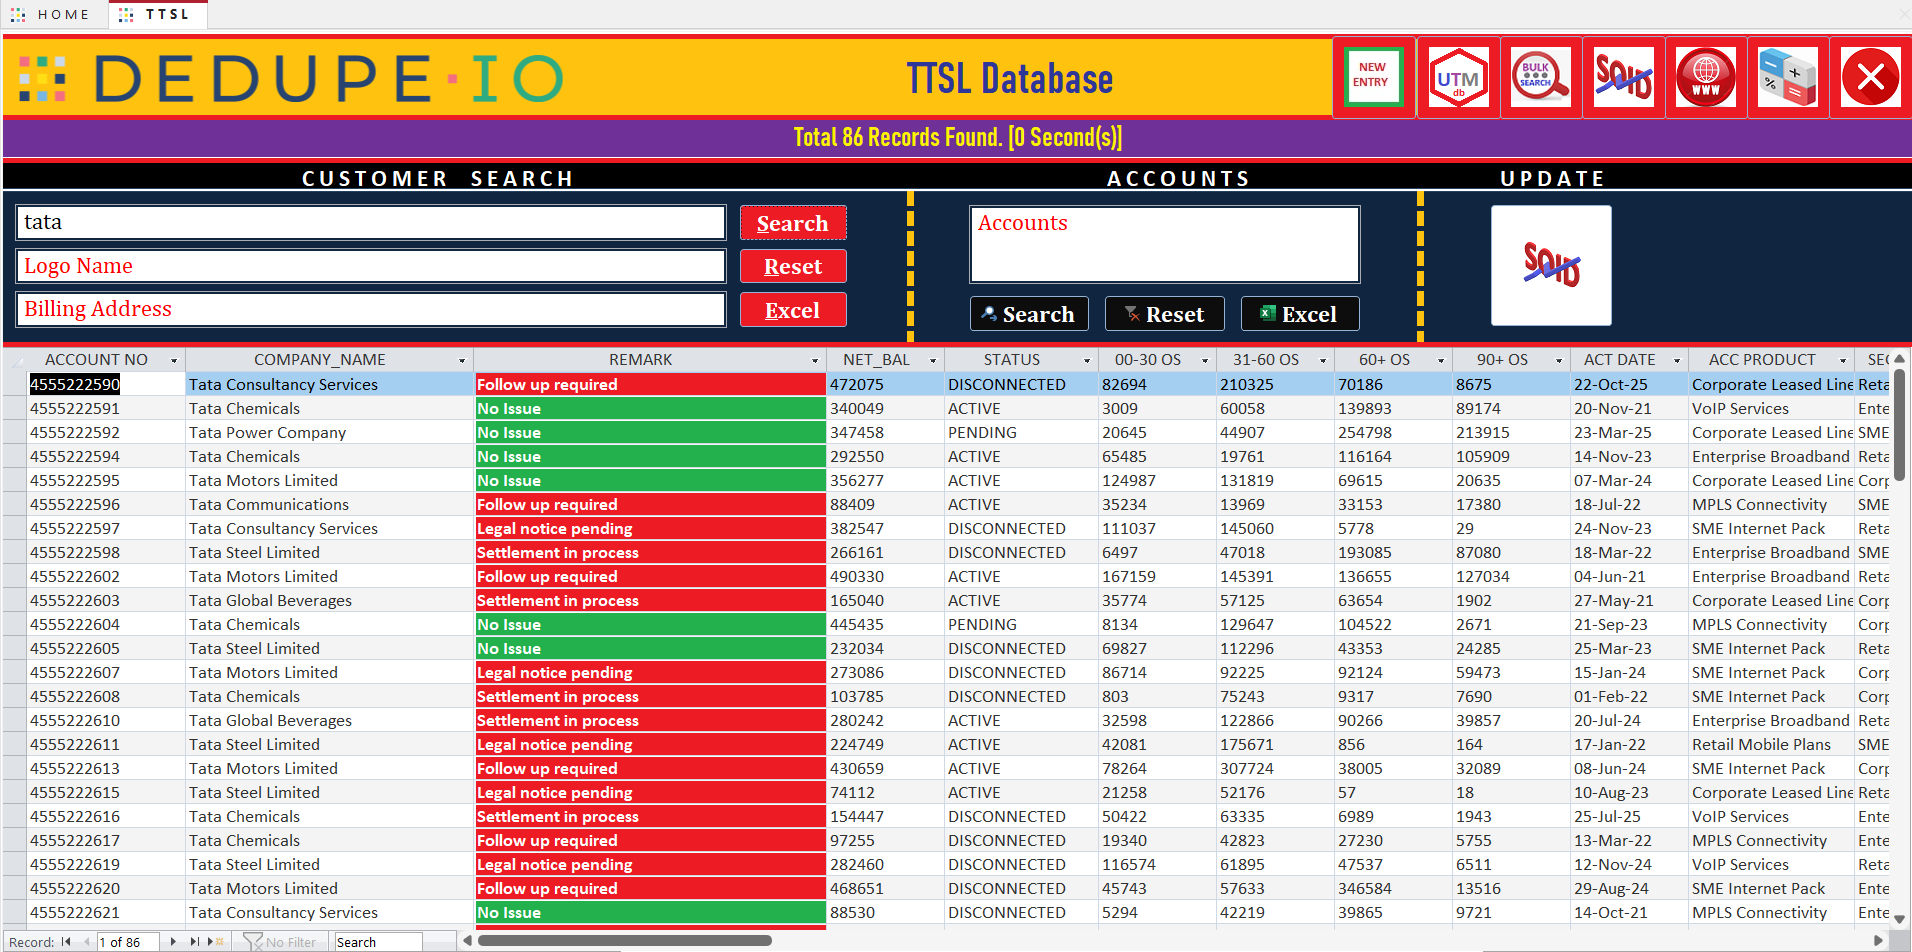 HOME TTSL
DEDUPE·IO TTSL Database NEW ENTRY UTM db BULK SEARCH SOID WWW
Total 86 Records Found. [0 Second(s)]
CUSTOMER SEARCH ACCOUNTS UPDATE
tata Search Accounts SOID
Logo Name Reset
Billing Address Excel Search Reset Excel
ACCOUNT NO COMPANY_NAME REMARK NET_BAL STATUS 00-30 OS 31-60 OS 60+ OS 90+ OS ACT DATE ACC PRODUCT SEC
4555222590 Tata Consultancy Services Follow up required 472075 DISCONNECTED 82694 210325 70186 8675 22-Oct-25 Corporate Leased Line Reta
4555222591 Tata Chemicals No Issue 340049 ACTIVE 3009 60058 139893 89174 20-Nov-21 VoIP Services Ente
4555222592 Tata Power Company No Issue 347458 PENDING 20645 44907 254798 213915 23-Mar-25 Corporate Leased Line SME
4555222594 Tata Chemicals No Issue 292550 ACTIVE 65485 19761 116164 105909 14-Nov-23 Enterprise Broadband Reta
4555222595 Tata Motors Limited No Issue 356277 ACTIVE 124987 131819 69615 20635 07-Mar-24 Corporate Leased Line Corp
4555222596 Tata Communications Follow up required 88409 ACTIVE 35234 13969 33153 17380 18-Jul-22 MPLS Connectivity SME
4555222597 Tata Consultancy Services Legal notice pending 382547 DISCONNECTED 111037 145060 5778 29 24-Nov-23 SME Internet Pack Reta
4555222598 Tata Steel Limited Settlement in process 266161 DISCONNECTED 6497 47018 193085 87080 18-Mar-22 Enterprise Broadband SME
4555222602 Tata Motors Limited Follow up required 490330 ACTIVE 167159 145391 136655 127034 04-Jun-21 Enterprise Broadband Reta
4555222603 Tata Global Beverages Settlement in process 165040 ACTIVE 35774 57125 63654 1902 27-May-21 Corporate Leased Line Corp
4555222604 Tata Chemicals No Issue 445435 PENDING 8134 129647 104522 2671 21-Sep-23 MPLS Connectivity Corp
4555222605 Tata Steel Limited No Issue 232034 DISCONNECTED 69827 112296 43353 24285 25-Mar-23 SME Internet Pack Reta
4555222607 Tata Motors Limited Legal notice pending 273086 DISCONNECTED 86714 92225 92124 59473 15-Jan-24 SME Internet Pack Corp
4555222608 Tata Chemicals Settlement in process 103785 DISCONNECTED 803 75243 9317 7690 01-Feb-22 SME Internet Pack Corp
4555222610 Tata Global Beverages Settlement in process 280242 ACTIVE 32598 122866 90266 39857 20-Jul-24 Enterprise Broadband Reta
4555222611 Tata Steel Limited Legal notice pending 224749 ACTIVE 42081 175671 856 164 17-Jan-22 Retail Mobile Plans SME
4555222613 Tata Motors Limited Follow up required 430659 ACTIVE 78264 307724 38005 32089 08-Jun-24 SME Internet Pack Corp
4555222615 Tata Steel Limited Legal notice pending 74112 ACTIVE 21258 52176 57 18 10-Aug-23 Corporate Leased Line Reta
4555222616 Tata Chemicals Settlement in process 154447 DISCONNECTED 50422 63335 6989 1943 25-Jul-25 VoIP Services Ente
4555222617 Tata Chemicals Follow up required 97255 DISCONNECTED 19340 42823 27230 5755 13-Mar-22 MPLS Connectivity Ente
4555222619 Tata Steel Limited Legal notice pending 282460 DISCONNECTED 116574 61895 47537 6511 12-Nov-24 VoIP Services Reta
4555222620 Tata Motors Limited Follow up required 468651 DISCONNECTED 45743 57633 346584 13516 29-Aug-24 SME Internet Pack Ente
4555222621 Tata Consultancy Services No Issue 88530 DISCONNECTED 5294 42219 39865 9721 14-Oct-21 MPLS Connectivity Ente
Record: 1 of 86 No Filter Search